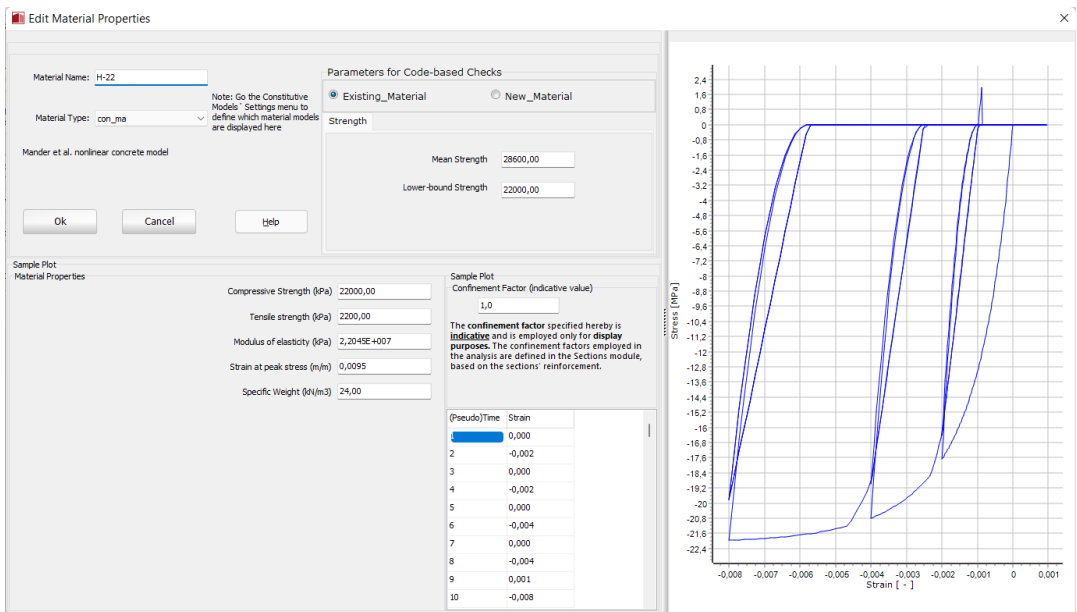 Edit Material Properties
Material Name: H-22
Material Type: con_ma
Note: Go the Constitutive
Models` Settings menu to
define which material models
are displayed here
Mander et al. nonlinear concrete model
Ok Cancel Help
Parameters for Code-based Checks
Existing_Material New_Material
Strength
Mean Strength 28600,00
Lower-bound Strength 22000,00
Sample Plot
Material Properties
Compressive Strength (kPa) 22000,00
Tensile strength (kPa) 2200,00
Modulus of elasticity (kPa) 2,2045E+007
Strain at peak stress (m/m) 0,0095
Specific Weight (kN/m3) 24,00
Sample Plot
Confinement Factor (indicative value)
1,0
The confinement factor specified hereby is
indicative and is employed only for display
purposes. The confinement factors employed in
the analysis are defined in the Sections module,
based on the sections` reinforcement.
(Pseudo)Time Strain
0,000
2 -0,002
3 0,000
4 -0,002
5 0,000
6 -0,004
7 0,000
8 -0,004
9 0,001
10 -0,008
Stress [MPa]
2,4
1,6
0,8
0
-0,8
-1,6
-2,4
-3,2
-4
-4,8
-5,6
-6,4
-7,2
-8
-8,8
-9,6
-10,4
-11,2
-12
-12,8
-13,6
-14,4
-15,2
-16
-16,8
-17,6
-18,4
-19,2
-20
-20,8
-21,6
-22,4
-0,008 -0,007 -0,006 -0,005 -0,004 -0,003 -0,002 -0,001 0 0,001
Strain [ - ]